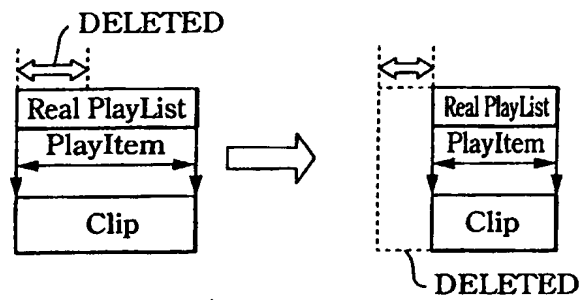 DELETED
Real PlayList
PlayItem
Clip
Real PlayList
PlayItem
Clip
DELETED